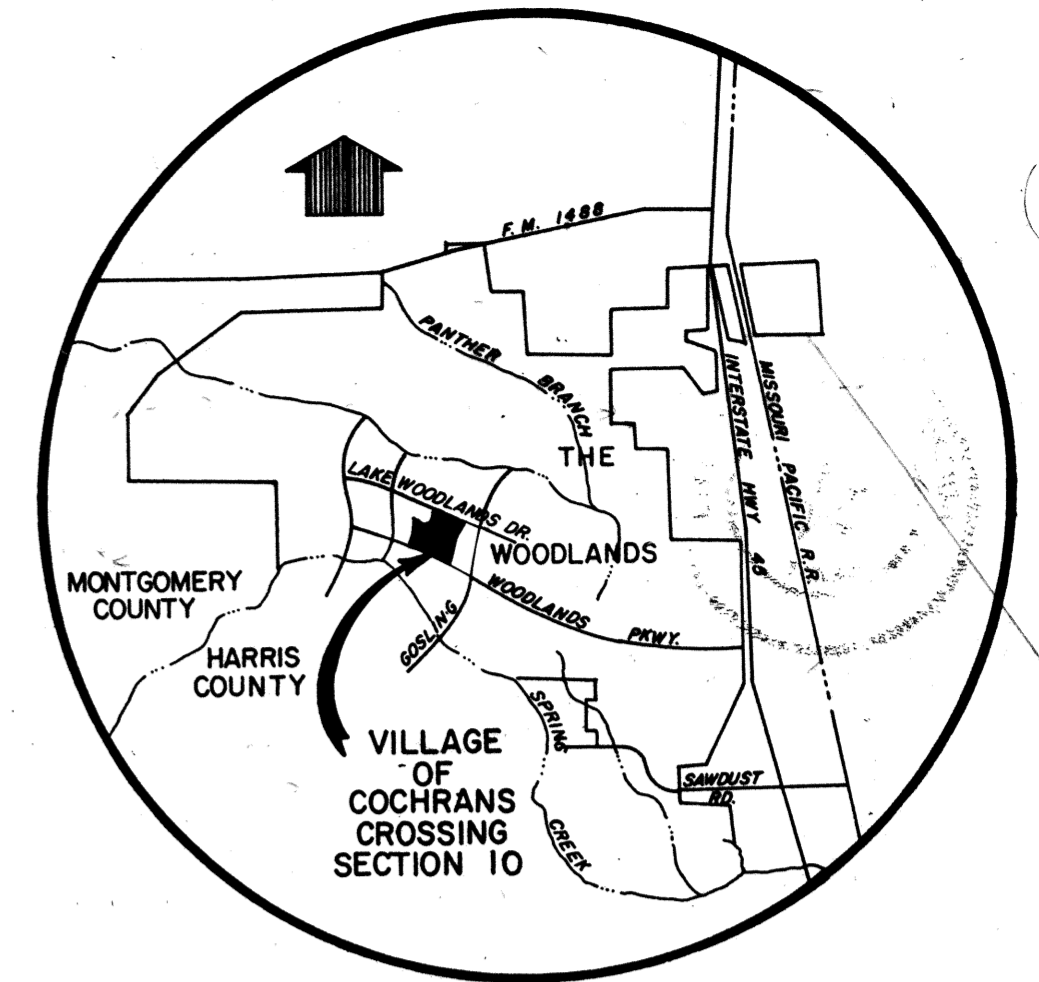 F. M. 1488
PANTHER
BRANCH
THE
WOODLANDS
INTERSTATE HWY 45
MISSOURI PACIFIC R.R.
LAKE WOODLANDS DR.
WOODLANDS
PKWY.
GOSLING
MONTGOMERY
COUNTY
HARRIS
COUNTY
SPRING
CREEK
SAWDUST
RD.
VILLAGE
OF
COCHRANS
CROSSING
SECTION 10